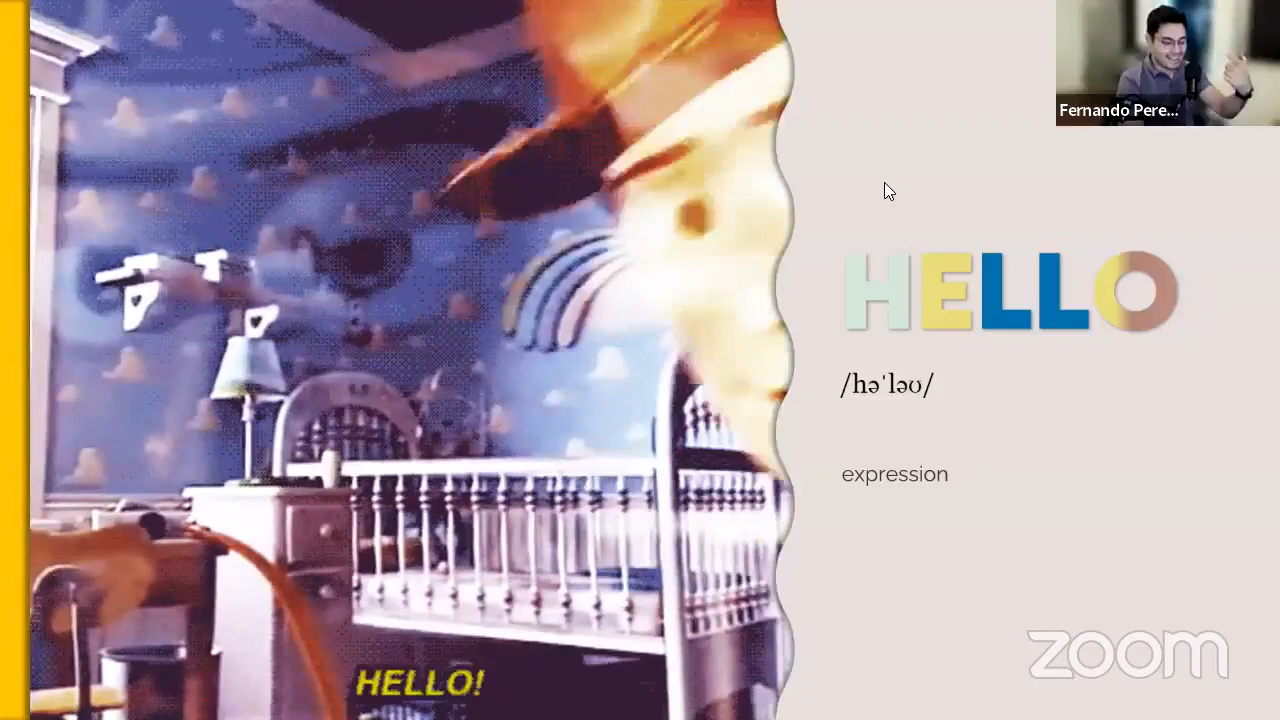 Fernando Pere...
HELLO
/həˈləʊ/
expression
HELLO!
zoom